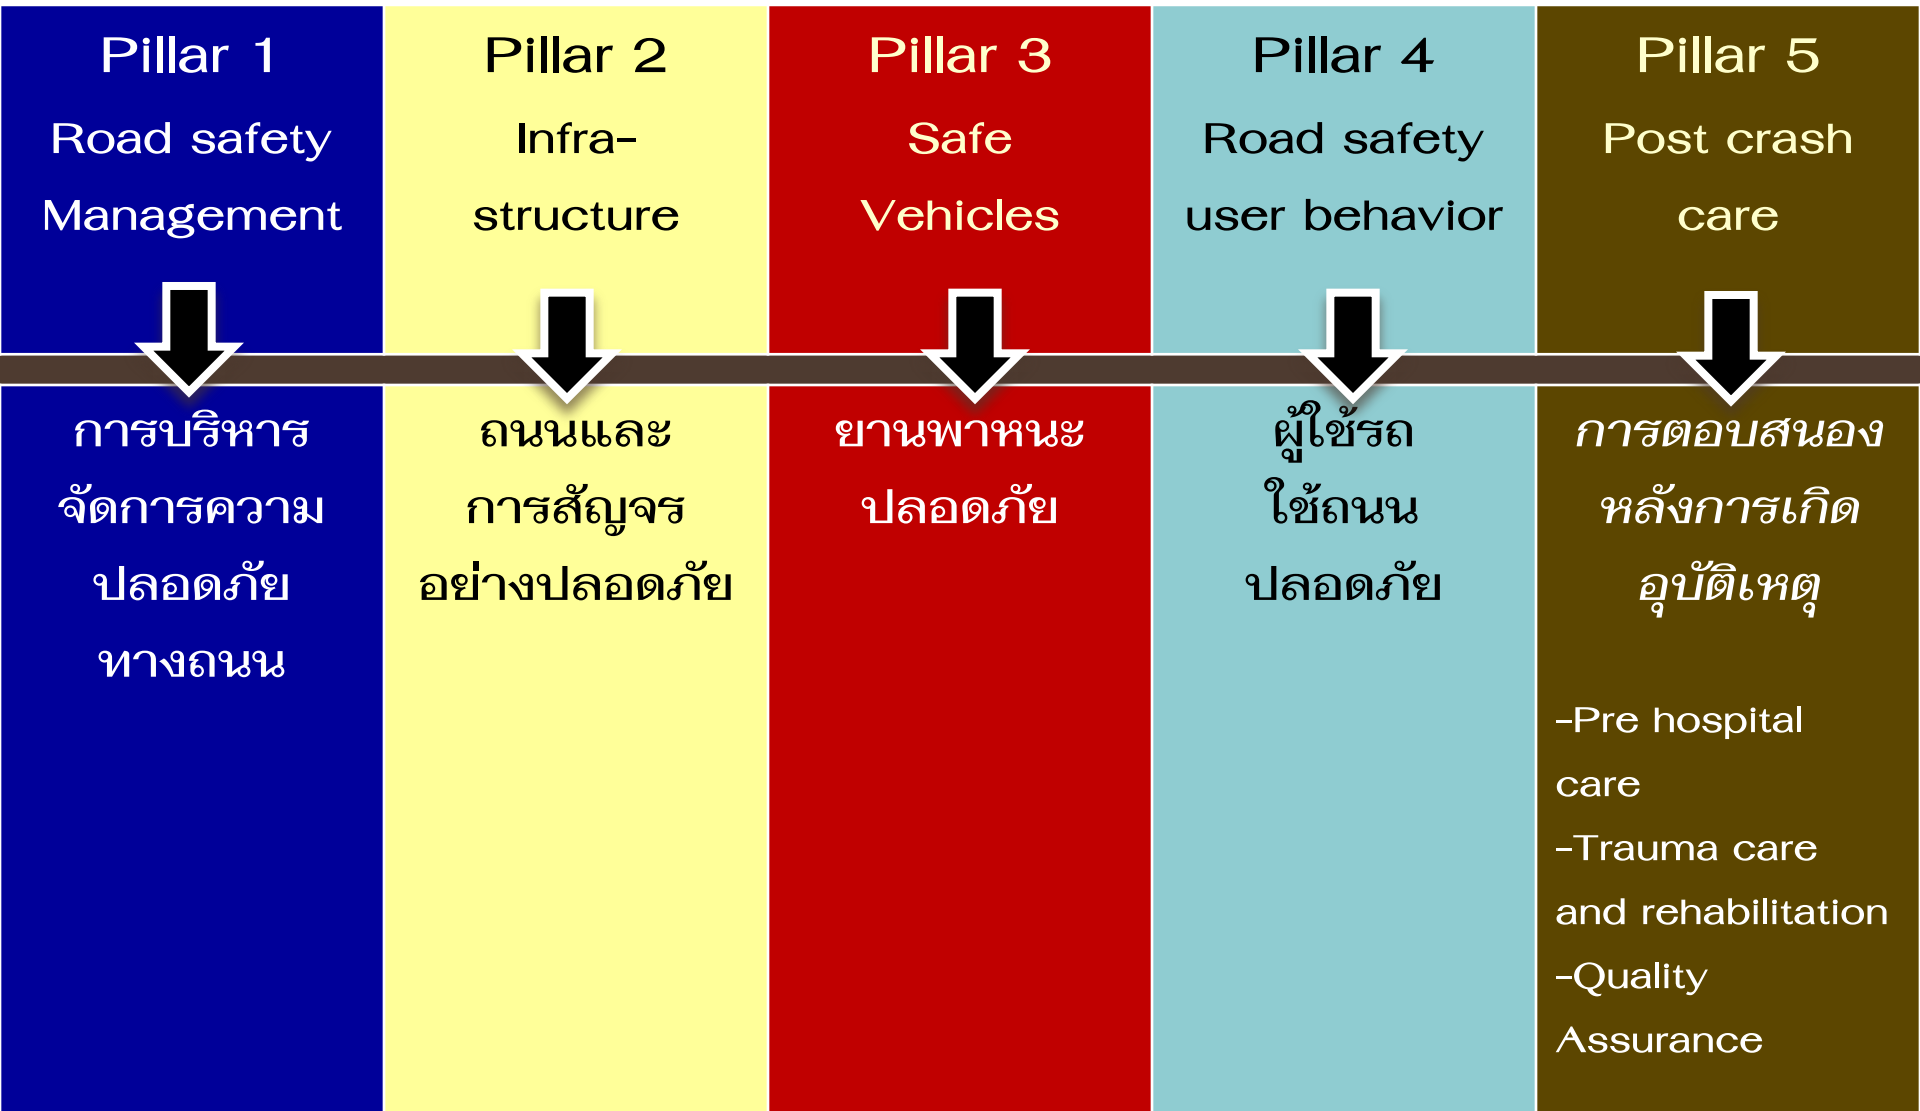 Pillar 1
Road safety
Management
Pillar 2
Infra-
structure
Pillar 3
Safe
Vehicles
Pillar 4
Road safety
user behavior
Pillar 5
Post crash
care
การบริหาร
จัดการความ
ปลอดภัย
ทางถนน
ถนนและ
การสัญจร
อย่างปลอดภัย
ยานพาหนะ
ปลอดภัย
ผู้ใช้รถ
ใช้ถนน
ปลอดภัย
การตอบสนอง
หลังการเกิด
อุบัติเหตุ
-Pre hospital
care
-Trauma care
and rehabilitation
-Quality
Assurance